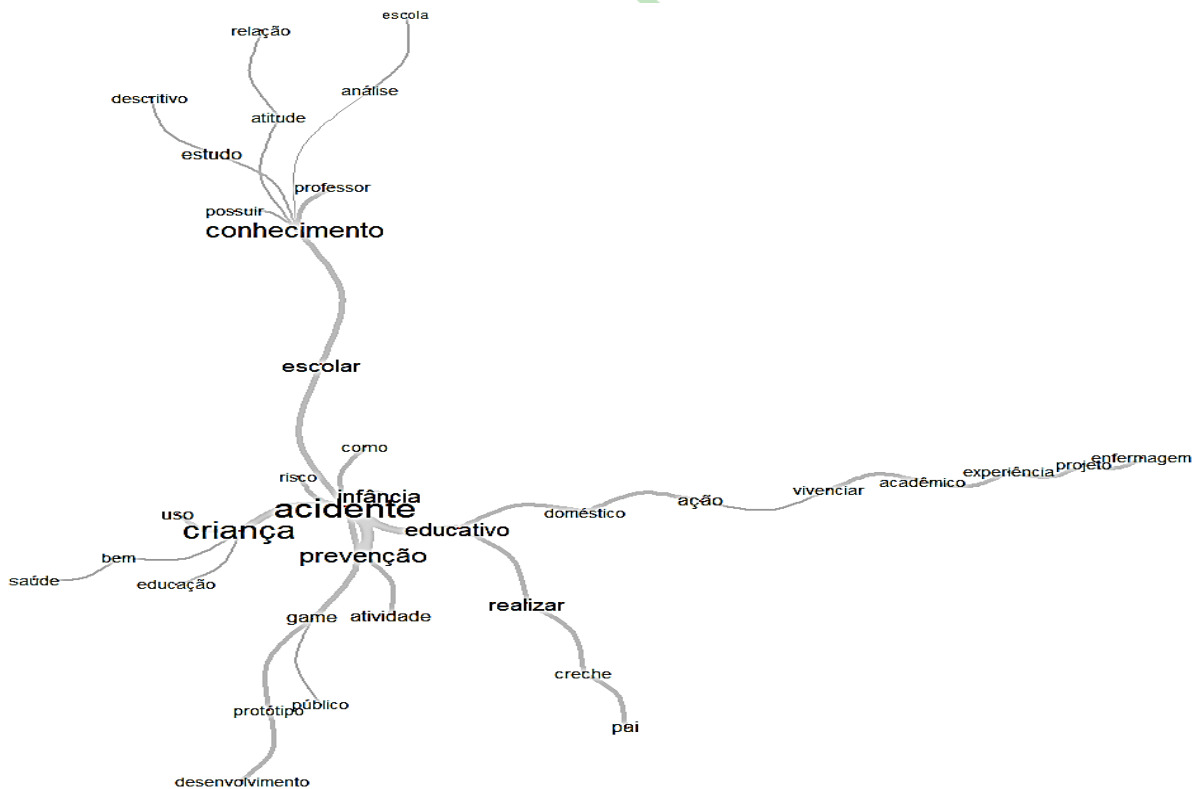 escola
relação
análise
descritivo
atitude
estudo
professor
possuir
conhecimento
escolar
como
enfermagem
projeto
experiência
risco
acadêmico
vivenciar
infância
ação
acidente
doméstico
uso
criança
educativo
prevenção
bem
saúde
educação
realizar
game
atividade
creche
público
protótipo
pai
desenvolvimento